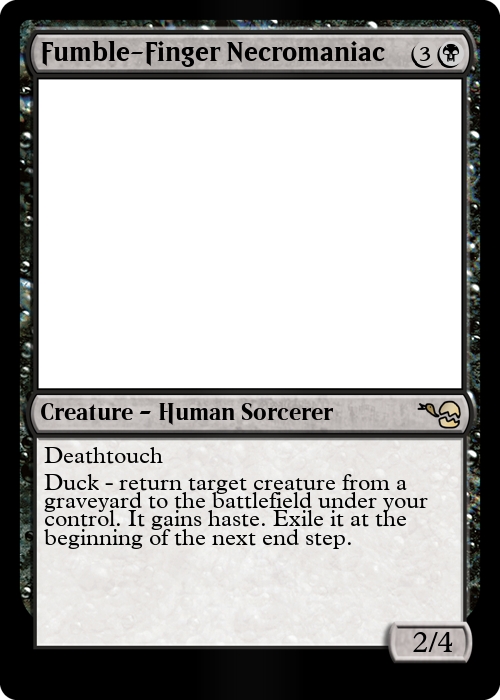 Fumble-Finger Necromaniac 3
Creature - Human Sorcerer
Deathtouch
Duck - return target creature from a
graveyard to the battlefield under your
control. It gains haste. Exile it at the
beginning of the next end step.
2/4